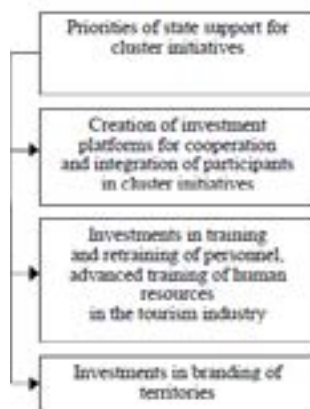 Priorities of state support for
cluster initiatives
Creation of investment
platforms for cooperation
and integration of participants
in cluster initiatives
Investments in training
and retraining of personnel,
advanced training of human
resources
in the tourism industry
Investments in branding of
territories